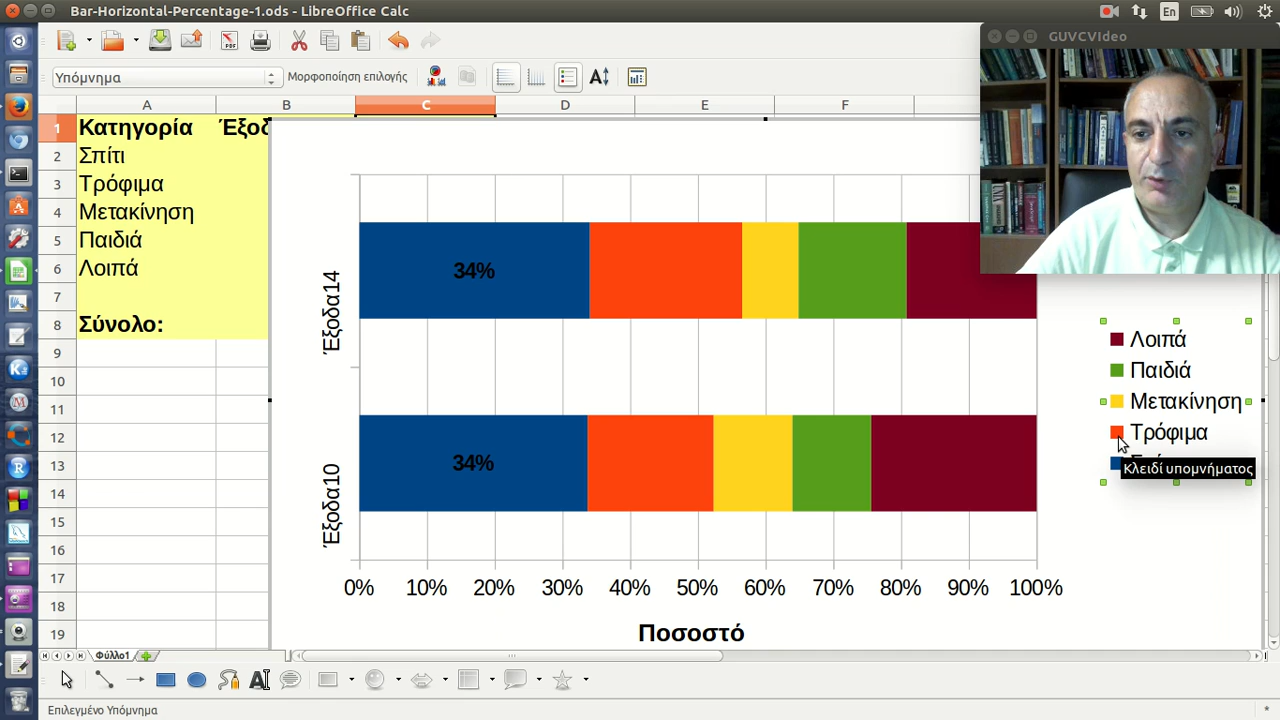 Bar-Horizontal-Percentage-1.ods - LibreOffice Calc
En
GUVCVIdeo
Υπόμνημα
Μορφοποίηση επιλογής
A B C D E F
1 Κατηγορία Έξοδ
2 Σπίτι
3 Τρόφιμα
4 Μετακίνηση
5 Παιδιά
6 Λοιπά
7
8 Σύνολο:
9
10
11
12
13
14
15
16
17
18
19
Έξοδα14
34%
Έξοδα10
34%
0% 10% 20% 30% 40% 50% 60% 70% 80% 90% 100%
Ποσοστό
Λοιπά
Παιδιά
Μετακίνηση
Τρόφιμα
Κλειδί υπομνήματος
Φύλλο1
Επιλεγμένο Υπόμνημα